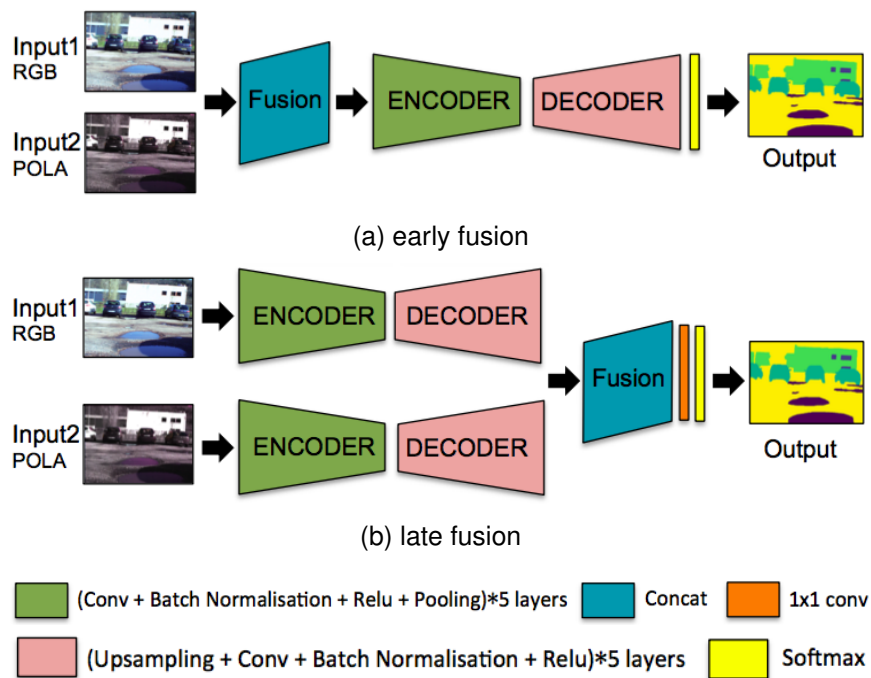 Input1
RGB
Input2
POLA
Fusion
ENCODER
DECODER
Output
(a) early fusion
Input1
RGB
ENCODER
DECODER
Input2
POLA
ENCODER
DECODER
Fusion
Output
(b) late fusion
(Conv + Batch Normalisation + Relu + Pooling)*5 layers
Concat
1x1 conv
(Upsampling + Conv + Batch Normalisation + Relu)*5 layers
Softmax